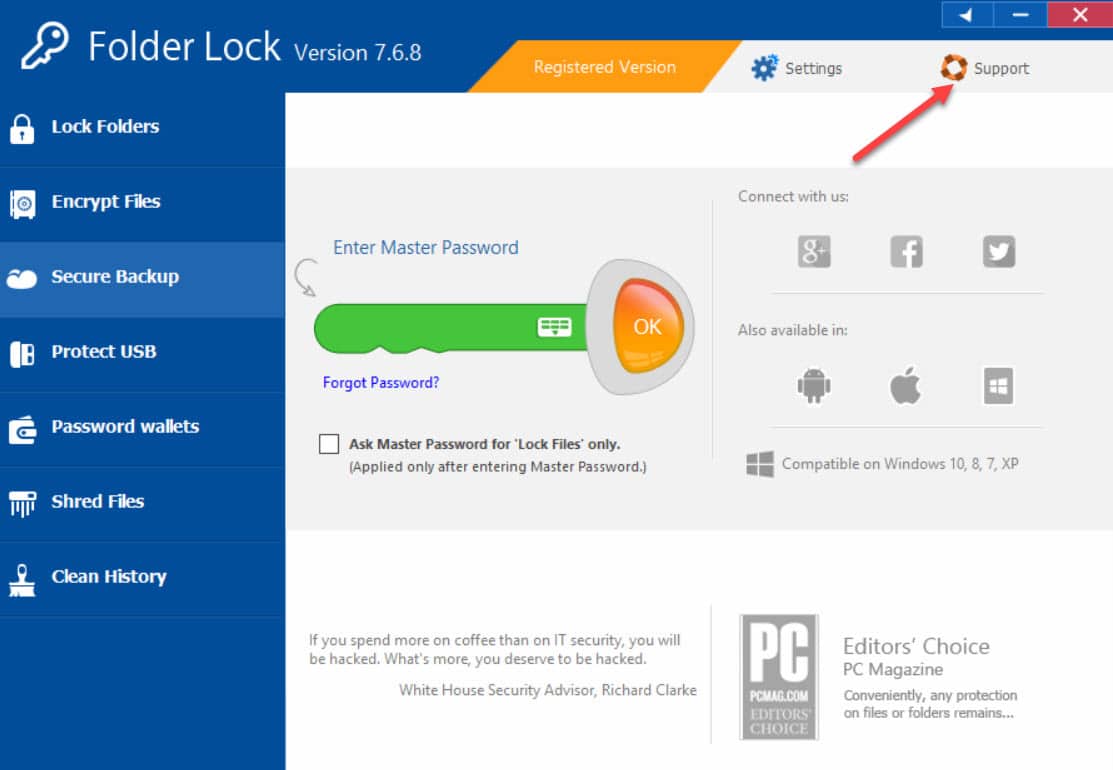 Folder Lock Version 7.6.8
Registered Version
Settings
Support
Lock Folders
Encrypt Files
Secure Backup
Protect USB
Password wallets
Shred Files
Clean History
Enter Master Password
OK
Forgot Password?
Ask Master Password for 'Lock Files' only.
(Applied only after entering Master Password.)
Connect with us:
g+
f
Also available in:
Compatible on Windows 10, 8, 7, XP
If you spend more on coffee than on IT security, you will
be hacked. What's more, you deserve to be hacked.
White House Security Advisor, Richard Clarke
PC
PCMAG.COM
EDITORS'
CHOICE
Editors' Choice
PC Magazine
Conveniently, any protection
on files or folders remains...